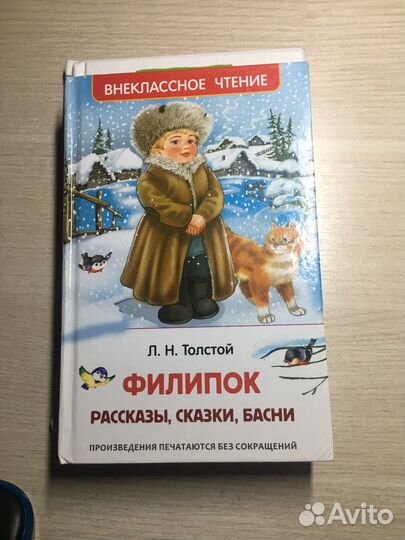 ВНЕКЛАССНОЕ ЧТЕНИЕ
Л. Н. Толстой
ФИЛИПОК
РАССКАЗЫ, СКАЗКИ, БАСНИ
ПРОИЗВЕДЕНИЯ ПЕЧАТАЮТСЯ БЕЗ СОКРАЩЕНИЙ
Avito